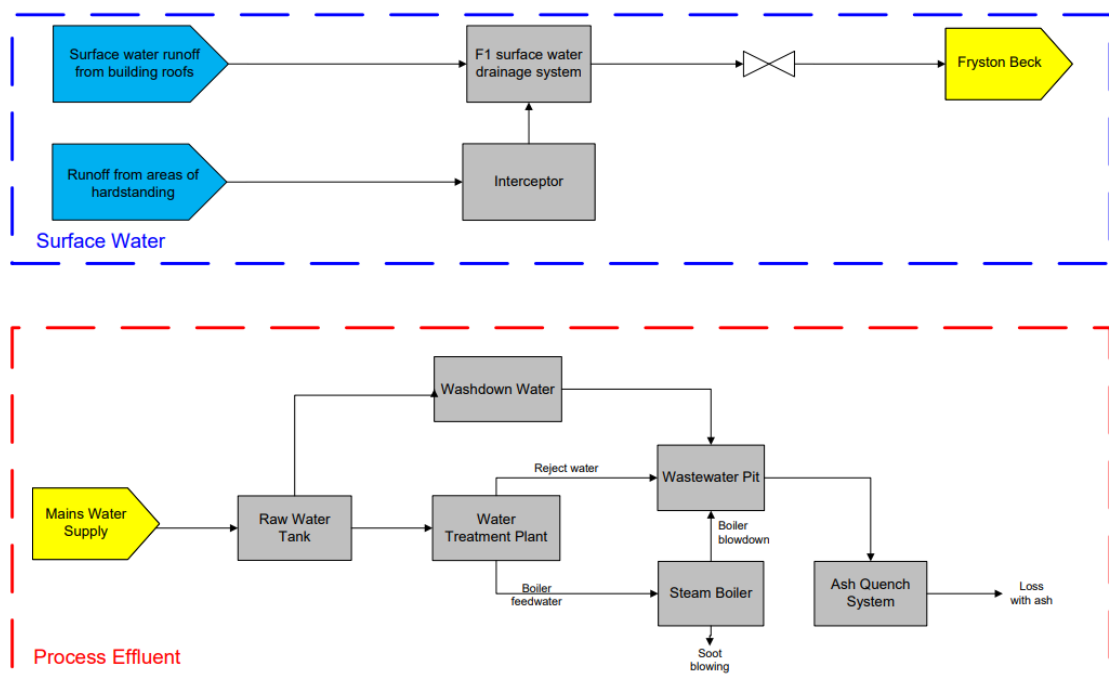 Surface water runoff
from building roofs
F1 surface water
drainage system
Fryston Beck
Runoff from areas of
hardstanding
Interceptor
Surface Water
Washdown Water
Reject water
Wastewater Pit
Mains Water
Supply
Raw Water
Tank
Water
Treatment Plant
Boiler
blowdown
Boiler
feedwater
Steam Boiler
Ash Quench
System
Loss
with ash
Soot
blowing
Process Effluent